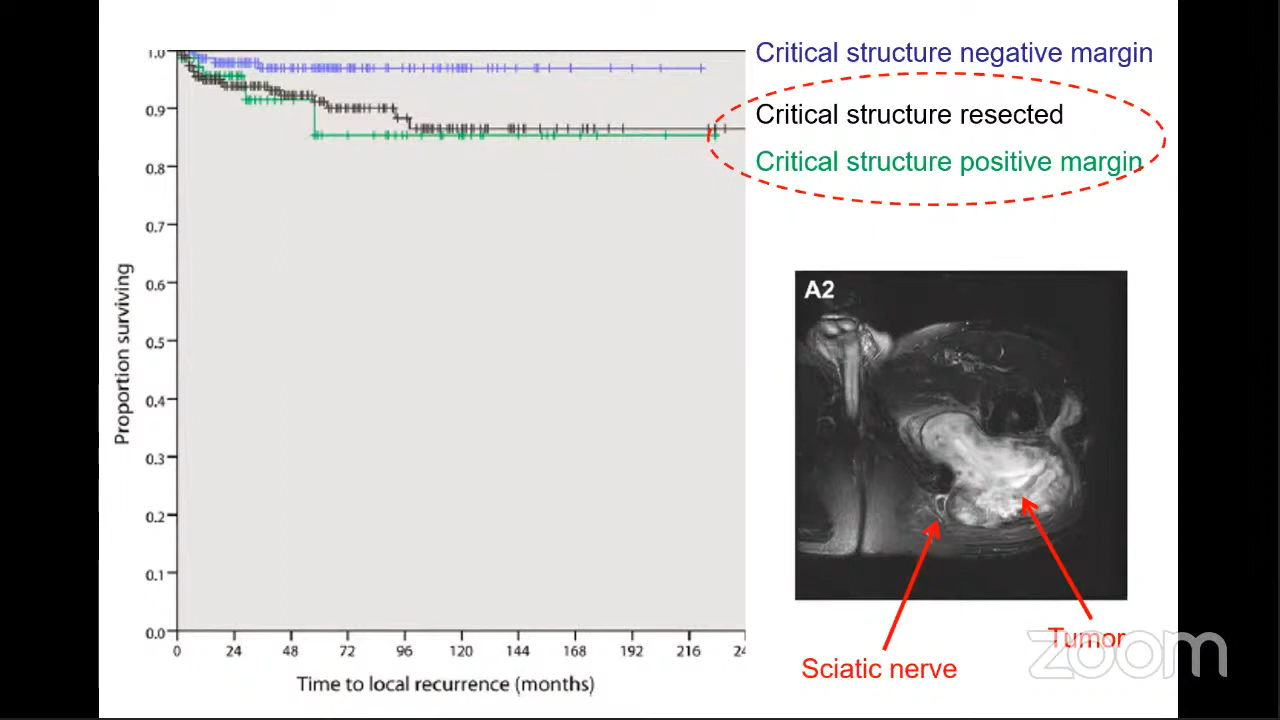 Critical structure negative margin
Critical structure resected
Critical structure positive margin
1.0
0.9
0.8
0.7
0.6
0.5
0.4
0.3
0.2
0.1
0.0
Proportion surviving
0 24 48 72 96 120 144 168 192 216 24
Time to local recurrence (months)
A2
Tumor
Sciatic nerve
zoom